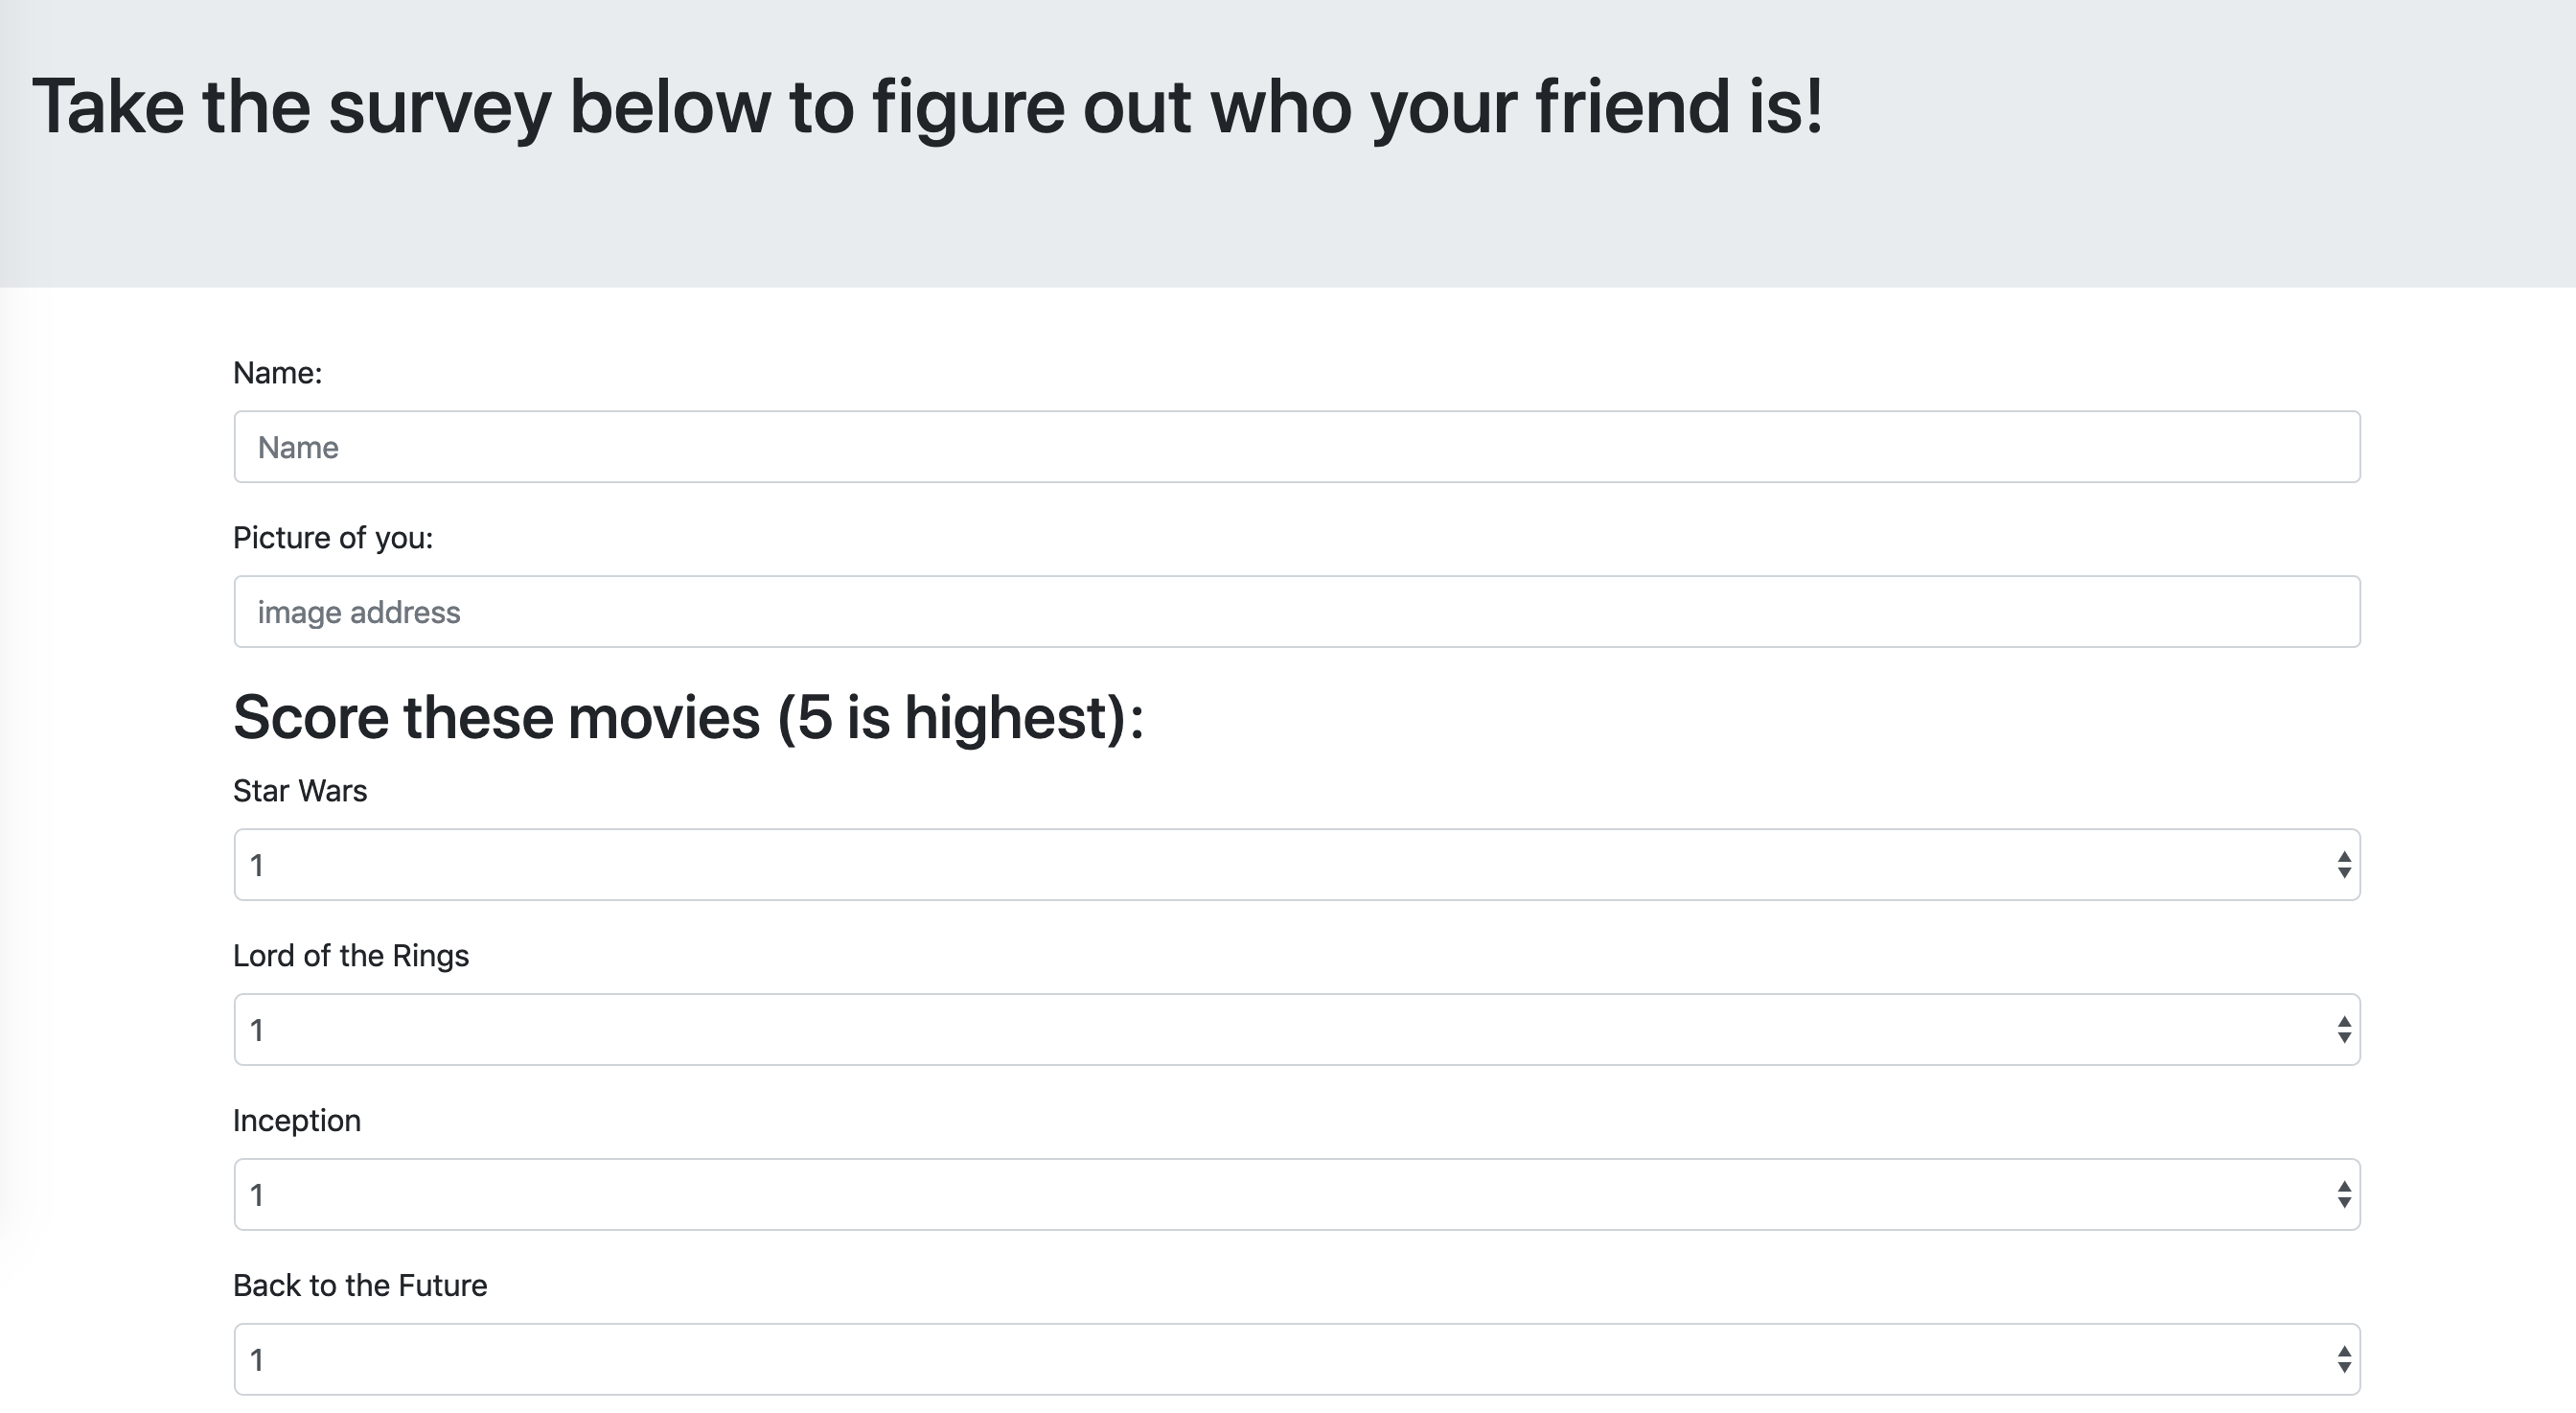 Take the survey below to figure out who your friend is!
Name:
Name
Picture of you:
image address
Score these movies (5 is highest):
Star Wars
1
Lord of the Rings
1
Inception
1
Back to the Future
1